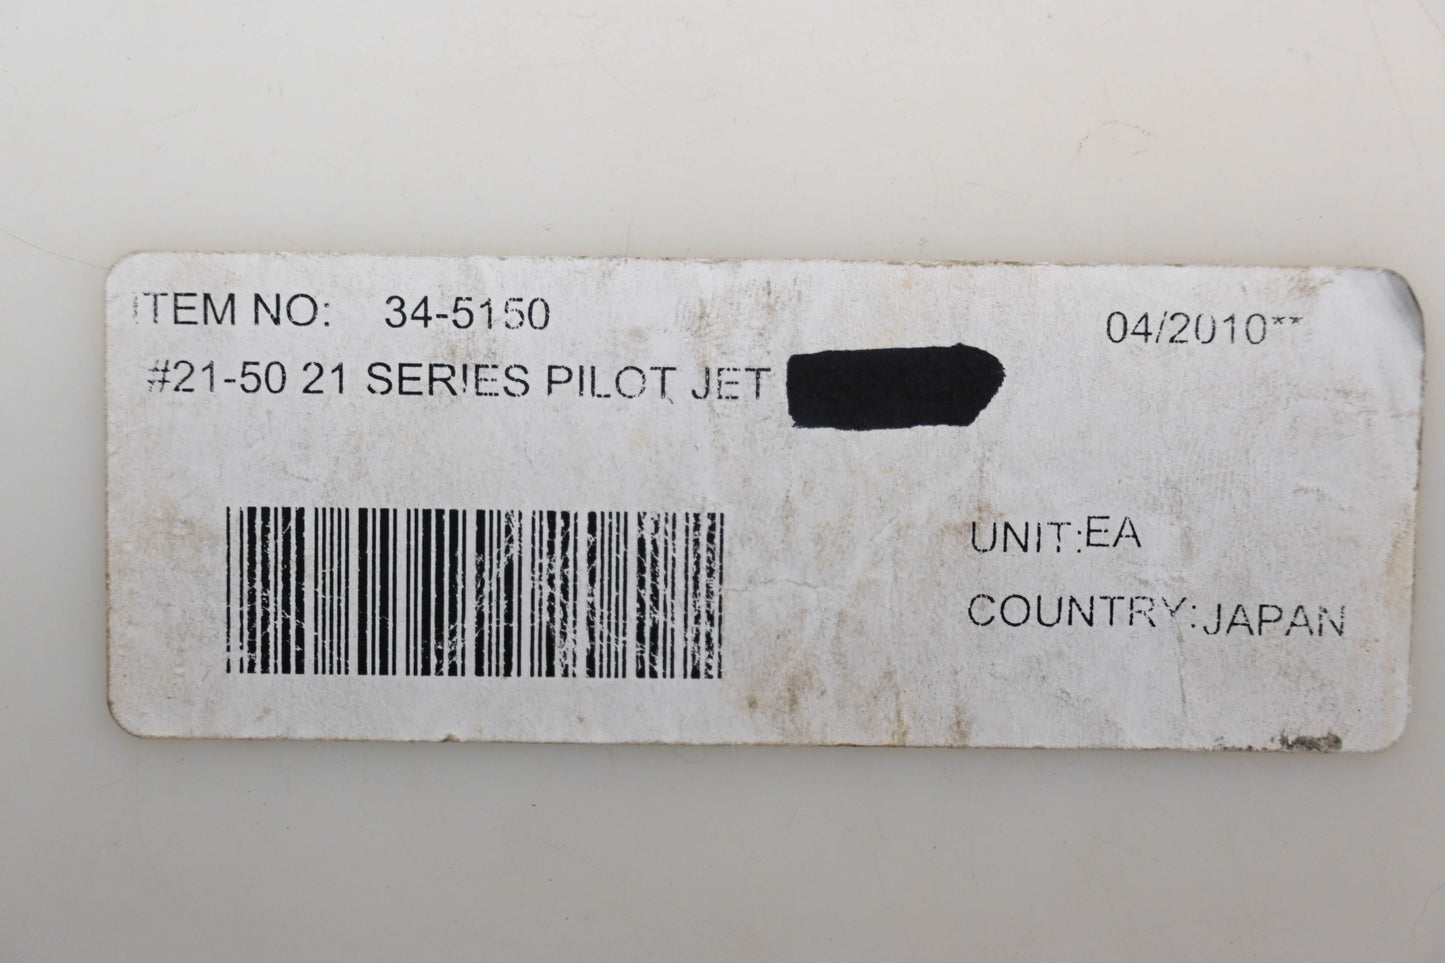 ITEM NO: 34-5150 04/2010**
#21-50 21 SERIES PILOT JET
UNIT:EA
COUNTRY:JAPAN